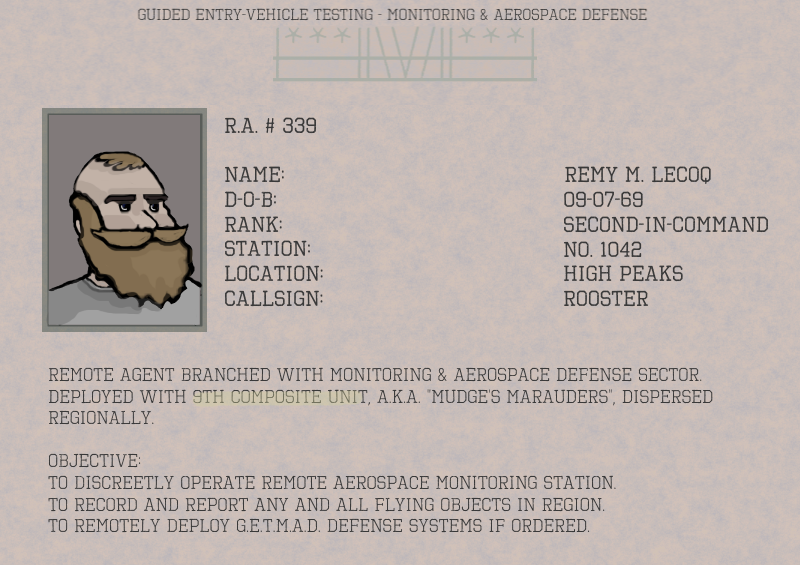 GUIDED ENTRY-VEHICLE TESTING - MONITORING & AEROSPACE DEFENSE
R.A. # 339
NAME: REMY M. LECOQ
D-O-B: 09-07-69
RANK: SECOND-IN-COMMAND
STATION: NO. 1042
LOCATION: HIGH PEAKS
CALLSIGN: ROOSTER
REMOTE AGENT BRANCHED WITH MONITORING & AEROSPACE DEFENSE SECTOR.
DEPLOYED WITH 9TH COMPOSITE UNIT, A.K.A. "MUDGE'S MARAUDERS", DISPERSED
REGIONALLY.
OBJECTIVE:
TO DISCREETLY OPERATE REMOTE AEROSPACE MONITORING STATION.
TO RECORD AND REPORT ANY AND ALL FLYING OBJECTS IN REGION.
TO REMOTELY DEPLOY G.E.T.M.A.D. DEFENSE SYSTEMS IF ORDERED.